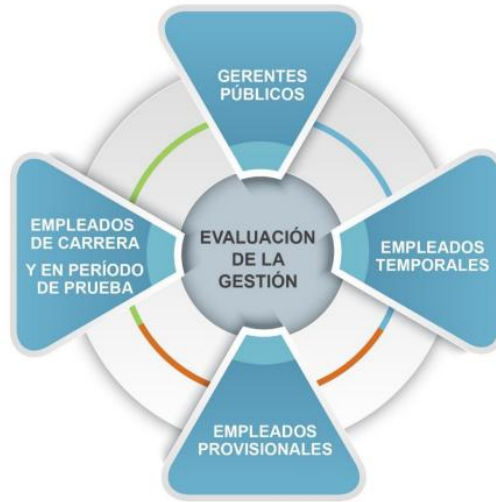 GERENTES
PÚBLICOS
EMPLEADOS
DE CARRERA
Y EN PERÍODO
DE PRUEBA
EVALUACIÓN
DE LA
GESTIÓN
EMPLEADOS
TEMPORALES
EMPLEADOS
PROVISIONALES